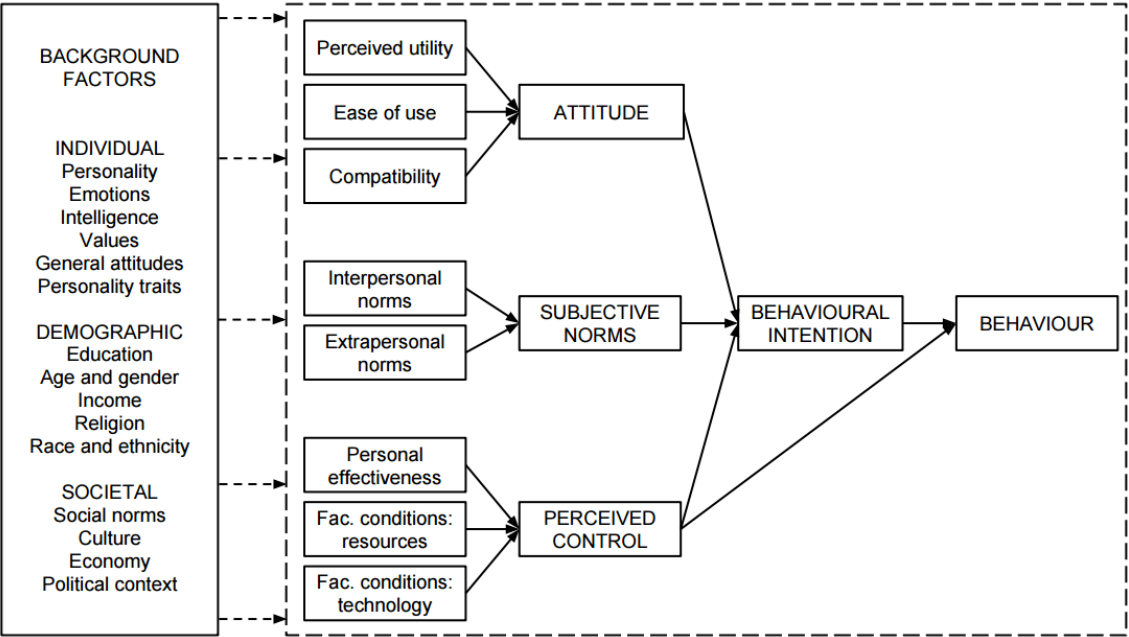 BACKGROUND
FACTORS
INDIVIDUAL
Personality
Emotions
Intelligence
Values
General attitudes
Personality traits
DEMOGRAPHIC
Education
Age and gender
Income
Religion
Race and ethnicity
SOCIETAL
Social norms
Culture
Economy
Political context
Perceived utility
Ease of use
Compatibility
ATTITUDE
Interpersonal
norms
Extrapersonal
norms
SUBJECTIVE
NORMS
Personal
effectiveness
Fac. conditions:
resources
Fac. conditions:
technology
PERCEIVED
CONTROL
BEHAVIOURAL
INTENTION
BEHAVIOUR